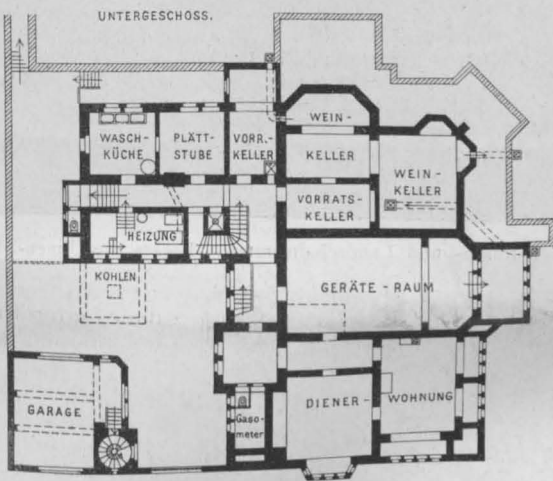 UNTERGESCHOSS.
WEIN-
WASCH-
KÜCHE
PLÄTT-
STUBE
VORR.
KELLER
KELLER
WEIN-
KELLER
VORRATS-
KELLER
HEIZUNG
KOHLEN
GERÄTE-RAUM
GARAGE
Gaso-
meter
DIENER-
WOHNUNG